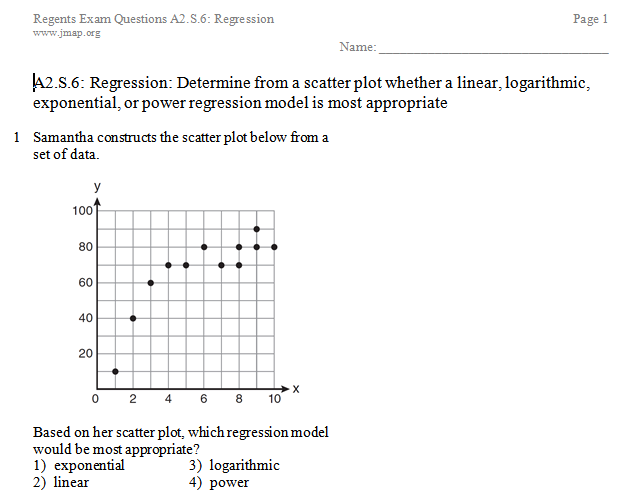 Regents Exam Questions A2.S.6: Regression Page 1
www.jmap.org
Name: ________________________________
A2.S.6: Regression: Determine from a scatter plot whether a linear, logarithmic,
exponential, or power regression model is most appropriate
1 Samantha constructs the scatter plot below from a
set of data.
y
100
80
60
40
20
0 2 4 6 8 10 x
Based on her scatter plot, which regression model
would be most appropriate?
1) exponential 3) logarithmic
2) linear 4) power